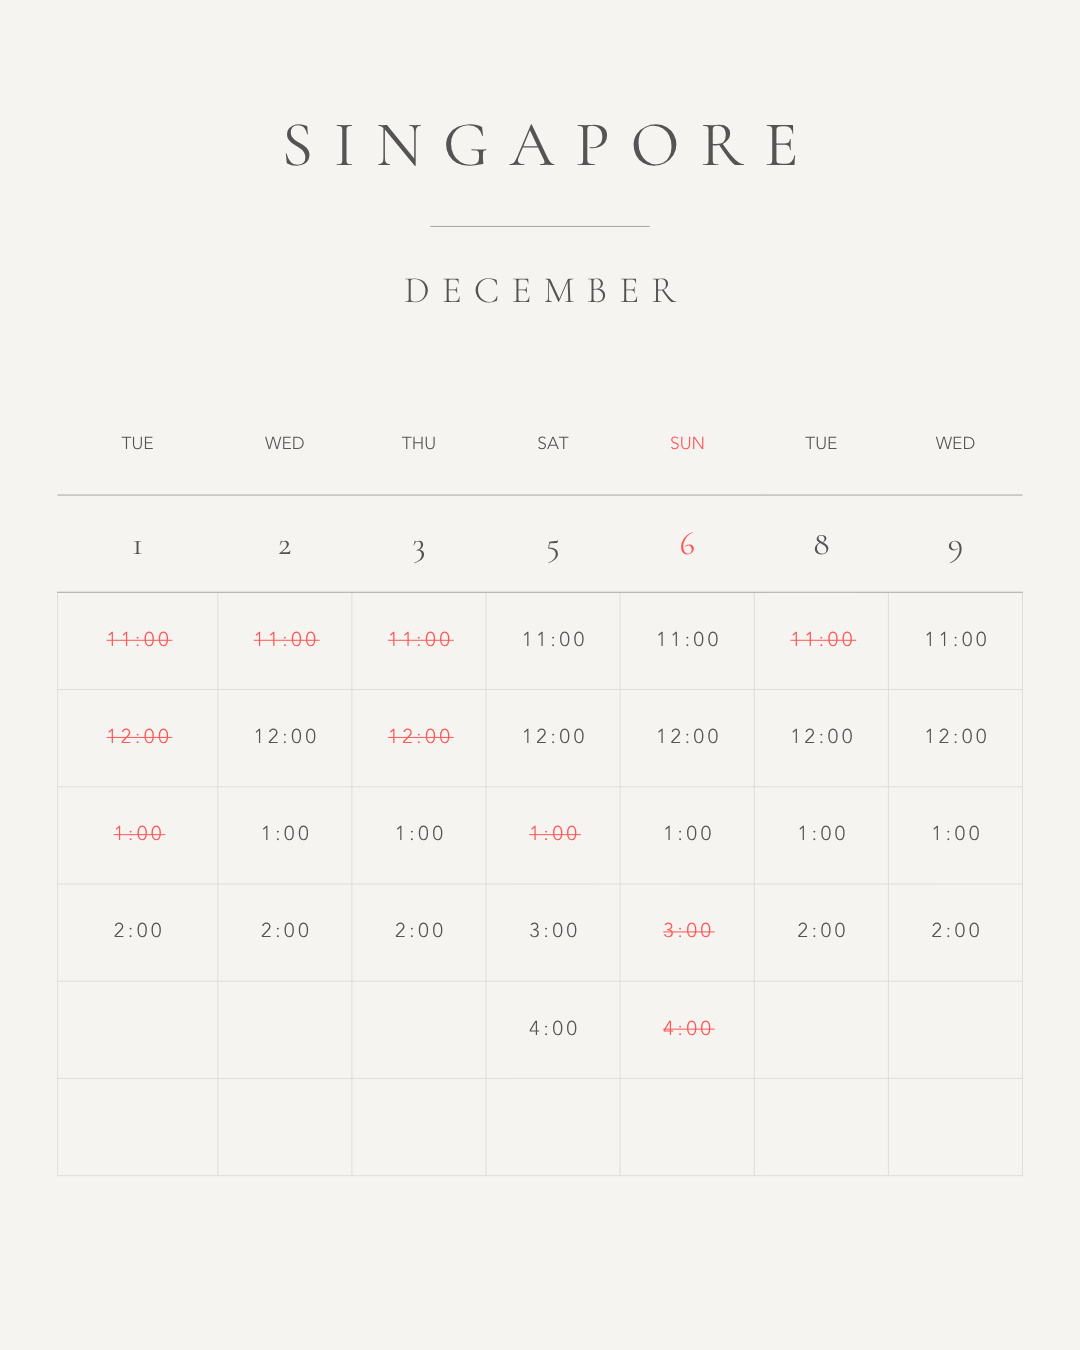 SINGAPORE
DECEMBER
TUE WED THU SAT SUN TUE WED
1 2 3 5 6 8 9
11:00 11:00 11:00 11:00 11:00 11:00 11:00
12:00 12:00 12:00 12:00 12:00 12:00 12:00
1:00 1:00 1:00 1:00 1:00 1:00 1:00
2:00 2:00 2:00 3:00 3:00 2:00 2:00
4:00 4:00